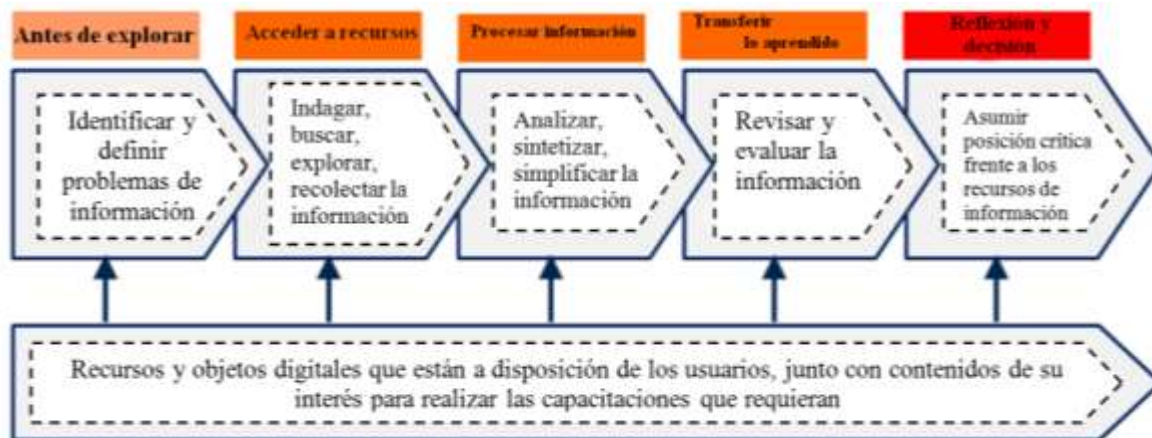 Antes de explorar
Acceder a recursos
Procesar información
Transferir
lo aprendido
Reflexión y
decisión
Identificar y
definir
problemas de
información
Indagar,
buscar,
explorar,
recolectar la
información
Analizar,
sintetizar,
simplificar la
información
Revisar y
evaluar la
información
Asumir
posición crítica
frente a los
recursos de
información
Recursos y objetos digitales que están a disposición de los usuarios, junto con contenidos de su
interés para realizar las capacitaciones que requieran